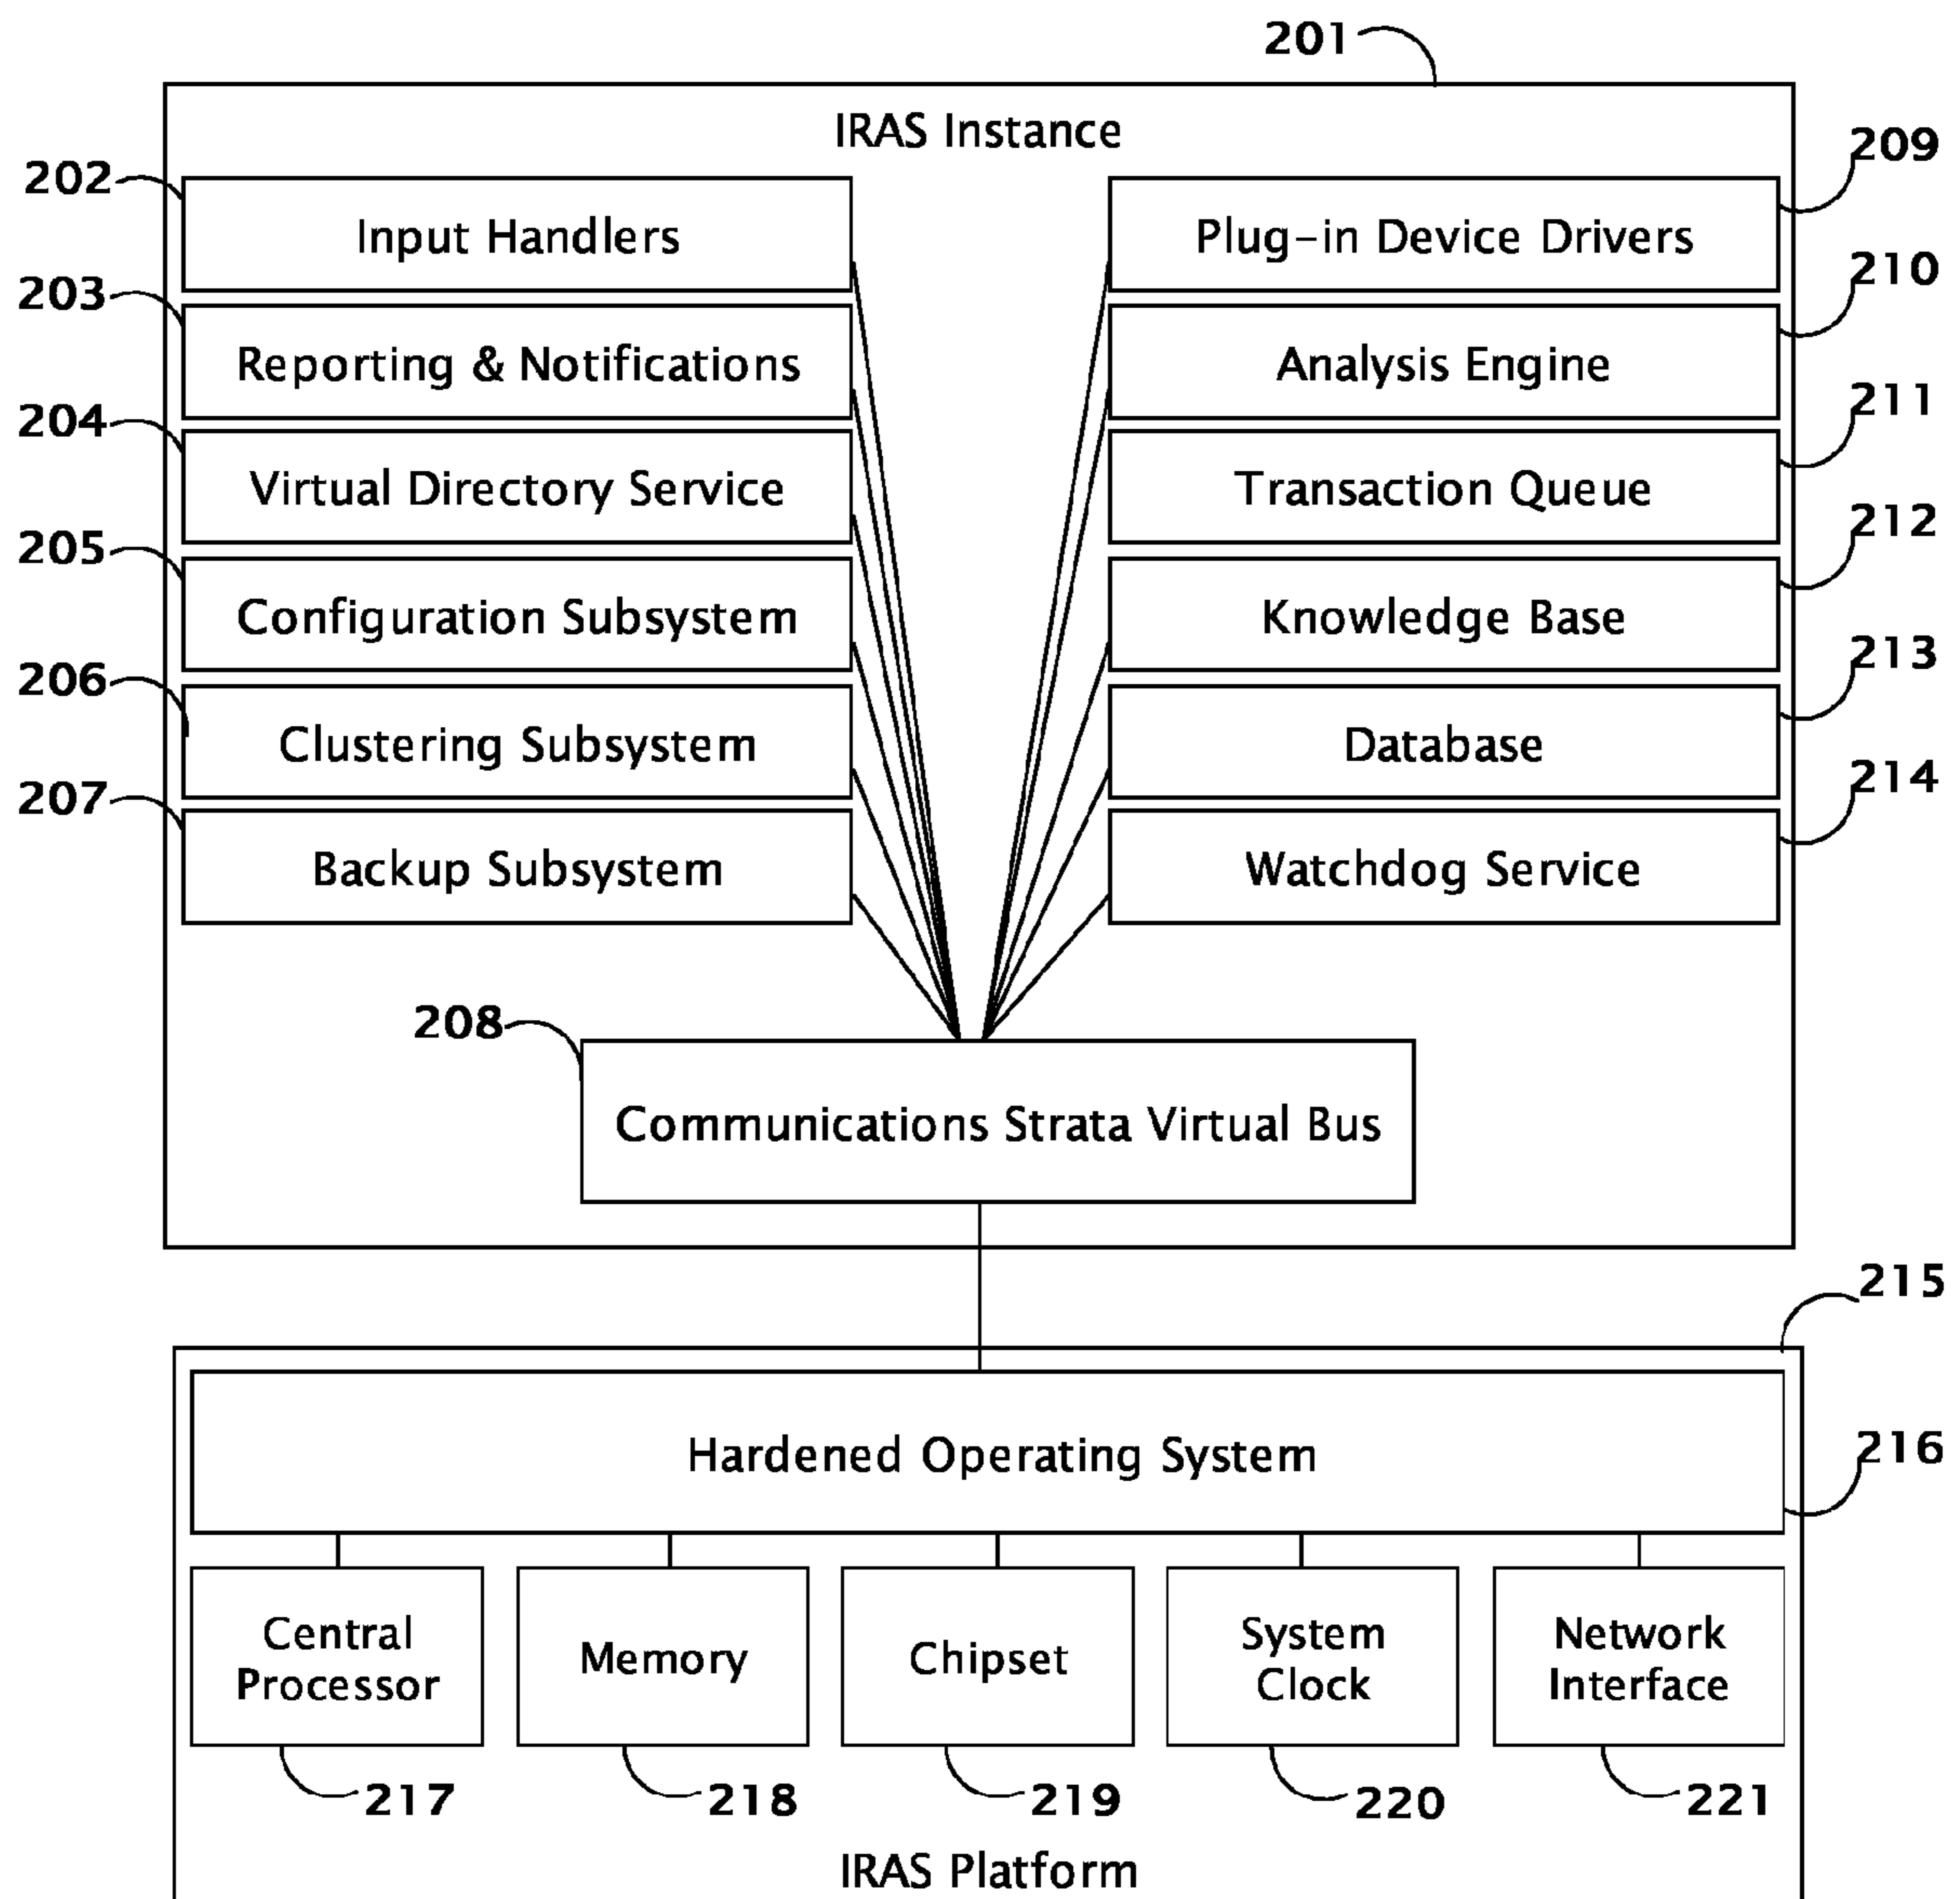 201
IRAS Instance
202
Input Handlers
203
Reporting & Notifications
204
Virtual Directory Service
205
Configuration Subsystem
206
Clustering Subsystem
207
Backup Subsystem
209
Plug-in Device Drivers
210
Analysis Engine
211
Transaction Queue
212
Knowledge Base
213
Database
214
Watchdog Service
208
Communications Strata Virtual Bus
215
Hardened Operating System
216
Central
Processor
217
Memory
218
Chipset
219
System
Clock
220
Network
Interface
221
IRAS Platform